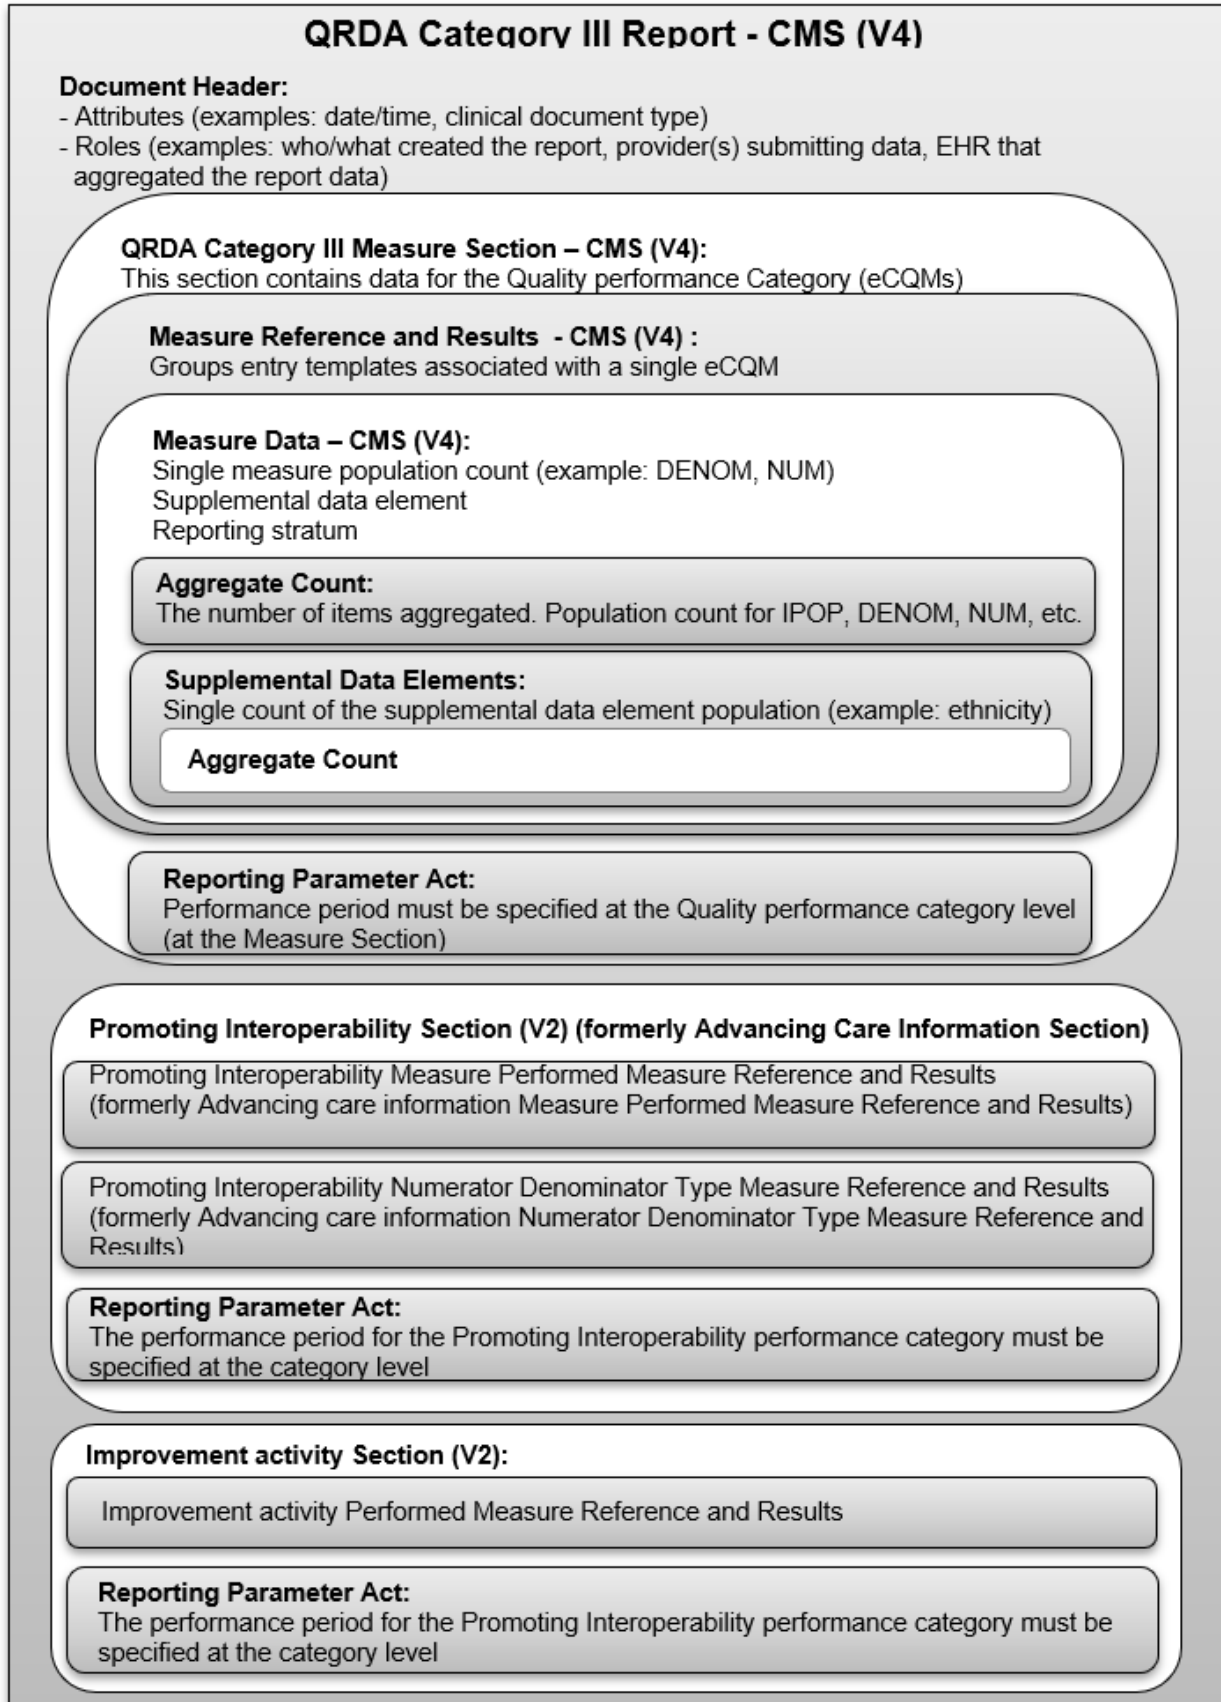 QRDA Category III Report - CMS (V4)
Document Header:
- Attributes (examples: date/time, clinical document type)
- Roles (examples: who/what created the report, provider(s) submitting data, EHR that
aggregated the report data)
QRDA Category III Measure Section – CMS (V4):
This section contains data for the Quality performance Category (eCQMs)
Measure Reference and Results - CMS (V4) :
Groups entry templates associated with a single eCQM
Measure Data – CMS (V4):
Single measure population count (example: DENOM, NUM)
Supplemental data element
Reporting stratum
Aggregate Count:
The number of items aggregated. Population count for IPOP, DENOM, NUM, etc.
Supplemental Data Elements:
Single count of the supplemental data element population (example: ethnicity)
Aggregate Count
Reporting Parameter Act:
Performance period must be specified at the Quality performance category level
(at the Measure Section)
Promoting Interoperability Section (V2) (formerly Advancing Care Information Section)
Promoting Interoperability Measure Performed Measure Reference and Results
(formerly Advancing care information Measure Performed Measure Reference and Results)
Promoting Interoperability Numerator Denominator Type Measure Reference and Results
(formerly Advancing care information Numerator Denominator Type Measure Reference and
Results)
Reporting Parameter Act:
The performance period for the Promoting Interoperability performance category must be
specified at the category level
Improvement activity Section (V2):
Improvement activity Performed Measure Reference and Results
Reporting Parameter Act:
The performance period for the Promoting Interoperability performance category must be
specified at the category level